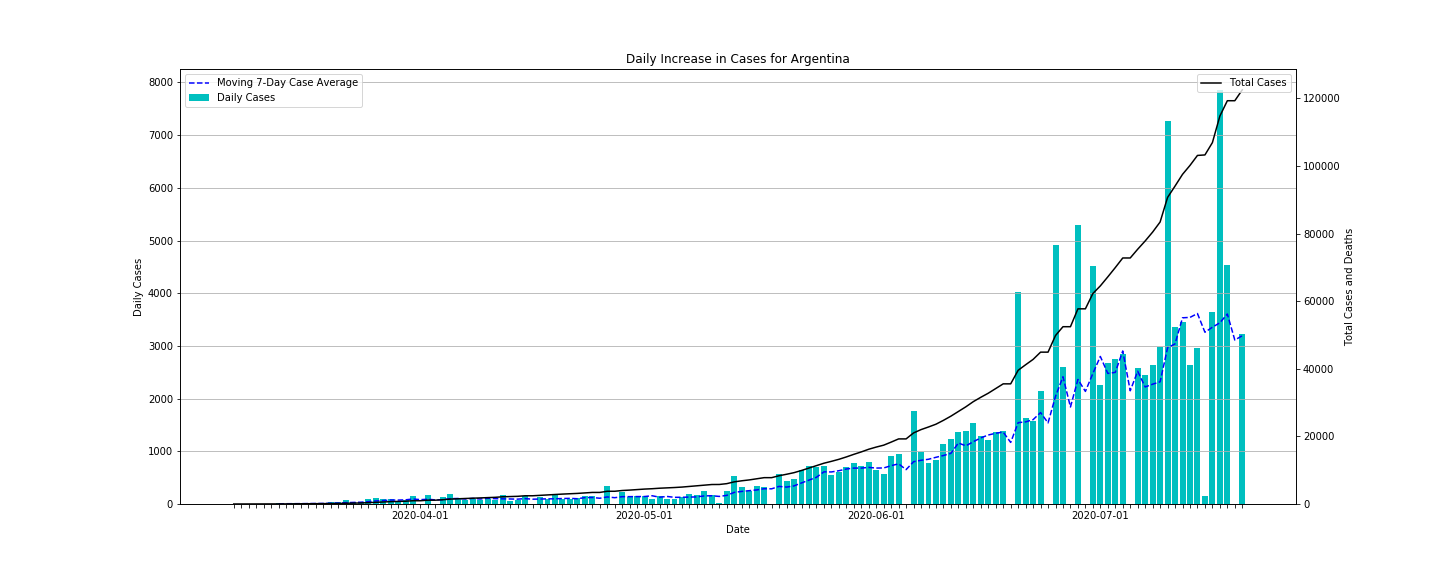 Daily Increase in Cases for Argentina
Moving 7-Day Case Average
Daily Cases
Total Cases
8000
7000
6000
5000
4000
3000
2000
1000
0
Daily Cases
120000
100000
80000
60000
40000
20000
0
Total Cases and Deaths
2020-04-01
2020-05-01
2020-06-01
2020-07-01
Date